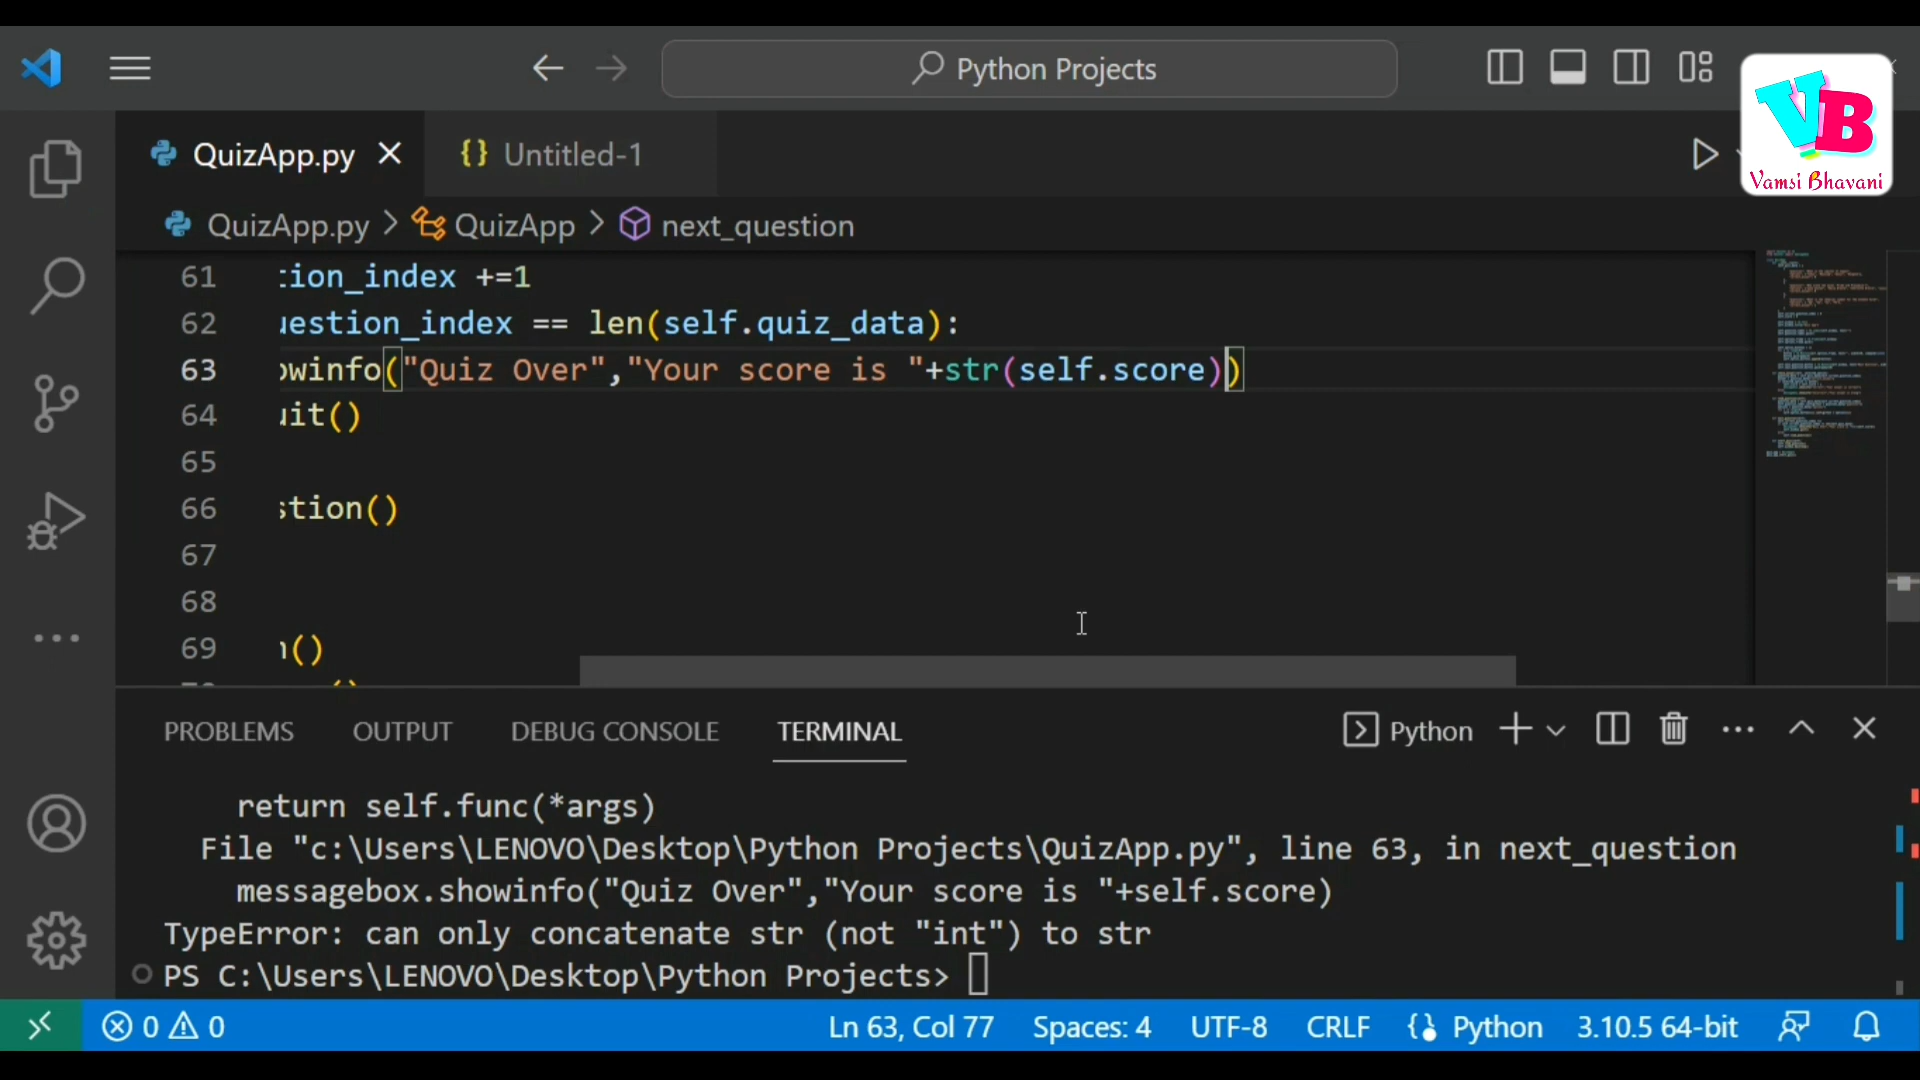 Python Projects
VB
Vamsi Bhavani
QuizApp.py
{} Untitled-1
QuizApp.py > QuizApp > next_question
61 tion_index +=1
62 uestion_index == len(self.quiz_data):
63 owinfo("Quiz Over","Your score is "+str(self.score))
64 uit()
65
66 stion()
67
68
69 n()
PROBLEMS OUTPUT DEBUG CONSOLE TERMINAL Python
return self.func(*args)
File "c:\Users\LENOVO\Desktop\Python Projects\QuizApp.py", line 63, in next_question
messagebox.showinfo("Quiz Over","Your score is "+self.score)
TypeError: can only concatenate str (not "int") to str
PS C:\Users\LENOVO\Desktop\Python Projects>
0 0 Ln 63, Col 77 Spaces: 4 UTF-8 CRLF Python 3.10.5 64-bit